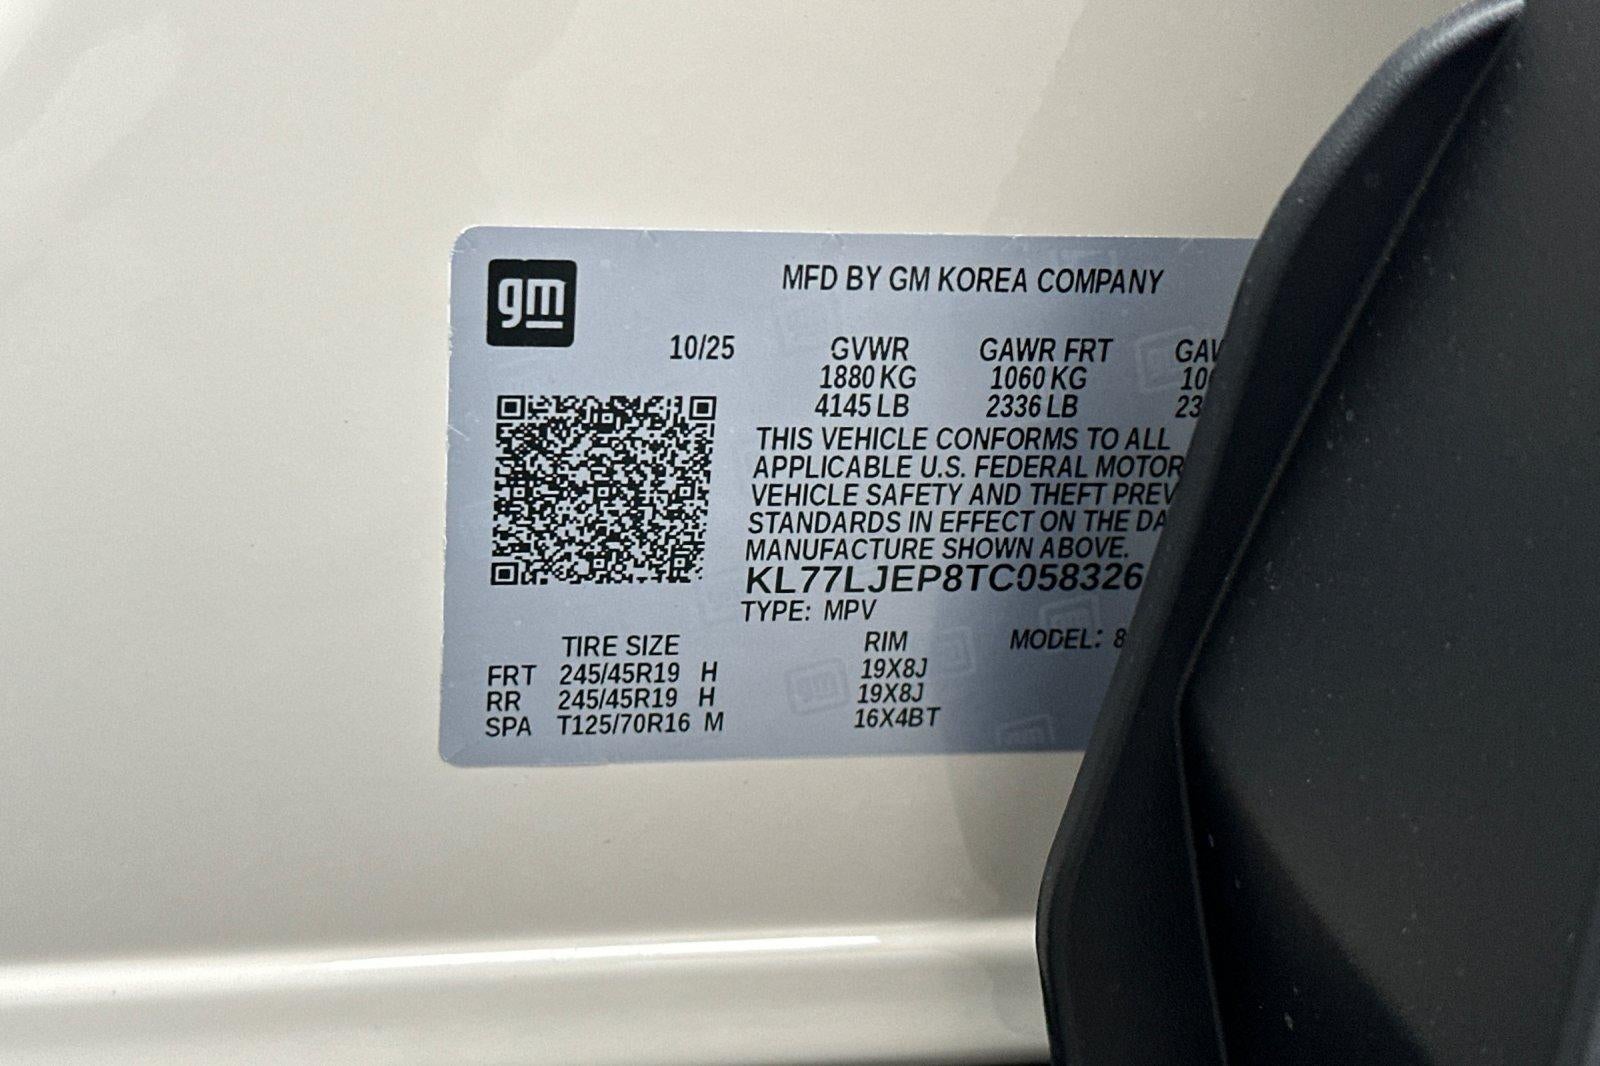 gm
MFD BY GM KOREA COMPANY
10/25 GVWR GAWR FRT
1880 KG 1060 KG
4145 LB 2336 LB
THIS VEHICLE CONFORMS TO ALL
APPLICABLE U.S. FEDERAL MOTOR
VEHICLE SAFETY AND THEFT PREV
STANDARDS IN EFFECT ON THE DA
MANUFACTURE SHOWN ABOVE.
KL77LJEP8TC058326
TYPE: MPV
TIRE SIZE RIM MODEL: 8
FRT 245/45R19 H 19X8J
RR 245/45R19 H 19X8J
SPA T125/70R16 M 16X4BT